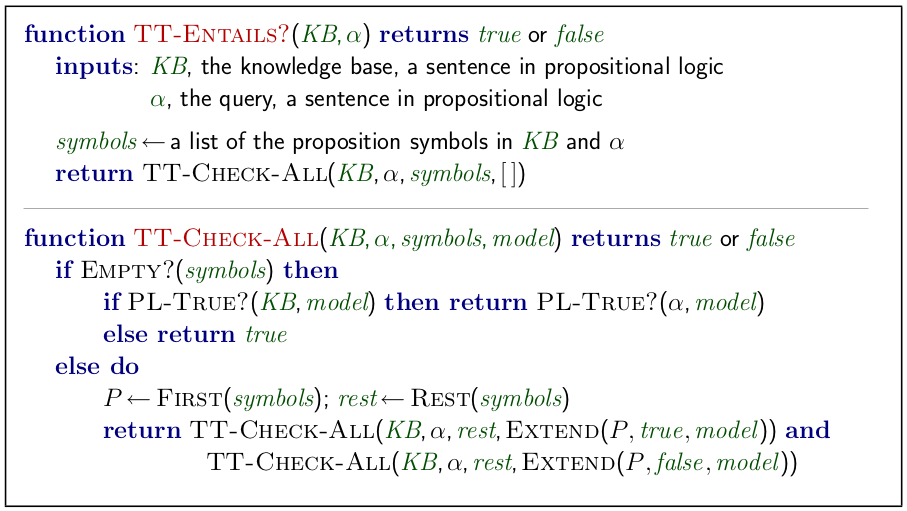 function TT-Entails?(KB, α) returns true or false
inputs: KB, the knowledge base, a sentence in propositional logic
α, the query, a sentence in propositional logic
symbols ← a list of the proposition symbols in KB and α
return TT-Check-All(KB, α, symbols, [ ])
function TT-Check-All(KB, α, symbols, model) returns true or false
if Empty?(symbols) then
if PL-True?(KB, model) then return PL-True?(α, model)
else return true
else do
P ← First(symbols); rest ← Rest(symbols)
return TT-Check-All(KB, α, rest, Extend(P, true, model)) and
TT-Check-All(KB, α, rest, Extend(P, false, model))